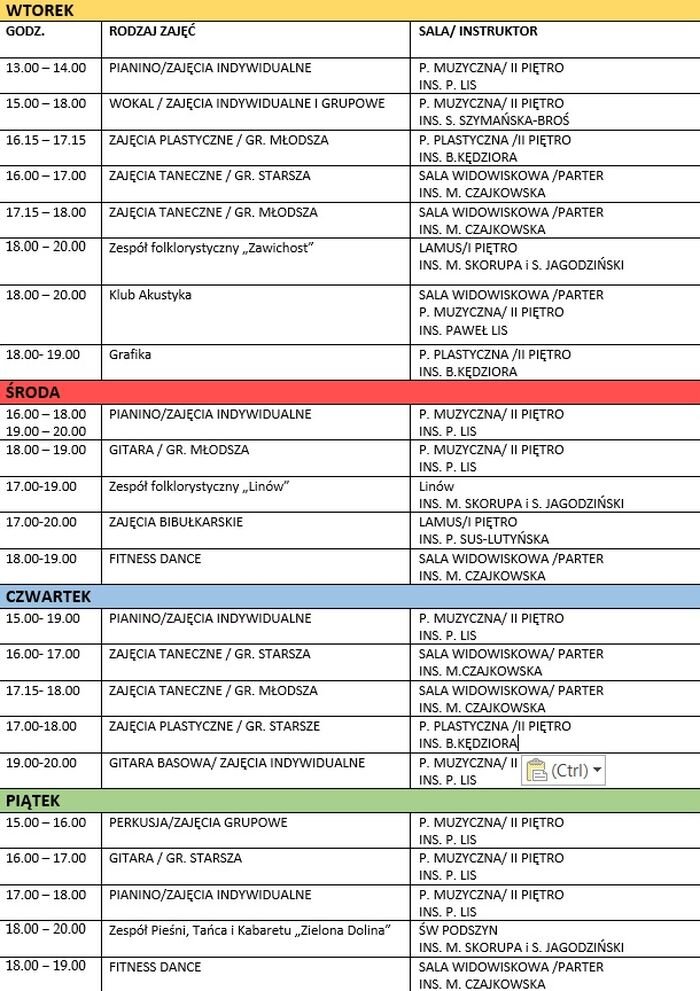 WTOREK
GODZ. RODZAJ ZAJĘĆ SALA/ INSTRUKTOR
13.00 – 14.00 PIANINO/ZAJĘCIA INDYWIDUALNE P. MUZYCZNA/ II PIĘTRO
INS. P. LIS
15.00 – 18.00 WOKAL / ZAJĘCIA INDYWIDUALNE I GRUPOWE P. MUZYCZNA/ II PIĘTRO
INS. S. SZYMAŃSKA-BROŚ
16.15 – 17.15 ZAJĘCIA PLASTYCZNE / GR. MŁODSZA P. PLASTYCZNA /II PIĘTRO
INS. B.KĘDZIORA
16.00 – 17.00 ZAJĘCIA TANECZNE / GR. STARSZA SALA WIDOWISKOWA /PARTER
INS. M. CZAJKOWSKA
17.15 – 18.00 ZAJĘCIA TANECZNE / GR. MŁODSZA SALA WIDOWISKOWA /PARTER
INS. M. CZAJKOWSKA
18.00 – 20.00 Zespół folklorystyczny „Zawichost” LAMUS/I PIĘTRO
INS. M. SKORUPA i S. JAGODZIŃSKI
18.00 – 20.00 Klub Akustyka SALA WIDOWISKOWA /PARTER
P. MUZYCZNA/ II PIĘTRO
INS. PAWEŁ LIS
18.00- 19.00 Grafika P. PLASTYCZNA /II PIĘTRO
INS. B.KĘDZIORA
ŚRODA
16.00 – 18.00 PIANINO/ZAJĘCIA INDYWIDUALNE P. MUZYCZNA/ II PIĘTRO
19.00 – 20.00 INS. P. LIS
18.00 – 19.00 GITARA / GR. MŁODSZA P. MUZYCZNA/ II PIĘTRO
INS. P. LIS
17.00-19.00 Zespół folklorystyczny „Linów” Linów
INS. M. SKORUPA i S. JAGODZIŃSKI
17.00-20.00 ZAJĘCIA BIBUŁKARSKIE LAMUS/I PIĘTRO
INS. P. SUS-LUTYŃSKA
18.00-19.00 FITNESS DANCE SALA WIDOWISKOWA /PARTER
INS. M. CZAJKOWSKA
CZWARTEK
15.00- 19.00 PIANINO/ZAJĘCIA INDYWIDUALNE P. MUZYCZNA/ II PIĘTRO
INS. P. LIS
16.00- 17.00 ZAJĘCIA TANECZNE / GR. STARSZA SALA WIDOWISKOWA/ PARTER
INS. M.CZAJKOWSKA
17.15- 18.00 ZAJĘCIA TANECZNE / GR. MŁODSZA SALA WIDOWISKOWA/ PARTER
INS. M. CZAJKOWSKA
17.00-18.00 ZAJĘCIA PLASTYCZNE / GR. STARSZE P. PLASTYCZNA /II PIĘTRO
INS. B.KĘDZIORA
19.00-20.00 GITARA BASOWA/ ZAJĘCIA INDYWIDUALNE P. MUZYCZNA/ II
INS. P. LIS
(Ctrl)
PIĄTEK
15.00 – 16.00 PERKUSJA/ZAJĘCIA GRUPOWE P. MUZYCZNA/ II PIĘTRO
INS. P. LIS
16.00 – 17.00 GITARA / GR. STARSZA P. MUZYCZNA/ II PIĘTRO
INS. P. LIS
17.00 – 18.00 PIANINO/ZAJĘCIA INDYWIDUALNE P. MUZYCZNA/ II PIĘTRO
INS. P. LIS
18.00 – 20.00 Zespół Pieśni, Tańca i Kabaretu „Zielona Dolina” ŚW PODSZYN
INS. M. SKORUPA i S. JAGODZIŃSKI
18.00 – 19.00 FITNESS DANCE SALA WIDOWISKOWA /PARTER
INS. M. CZAJKOWSKA